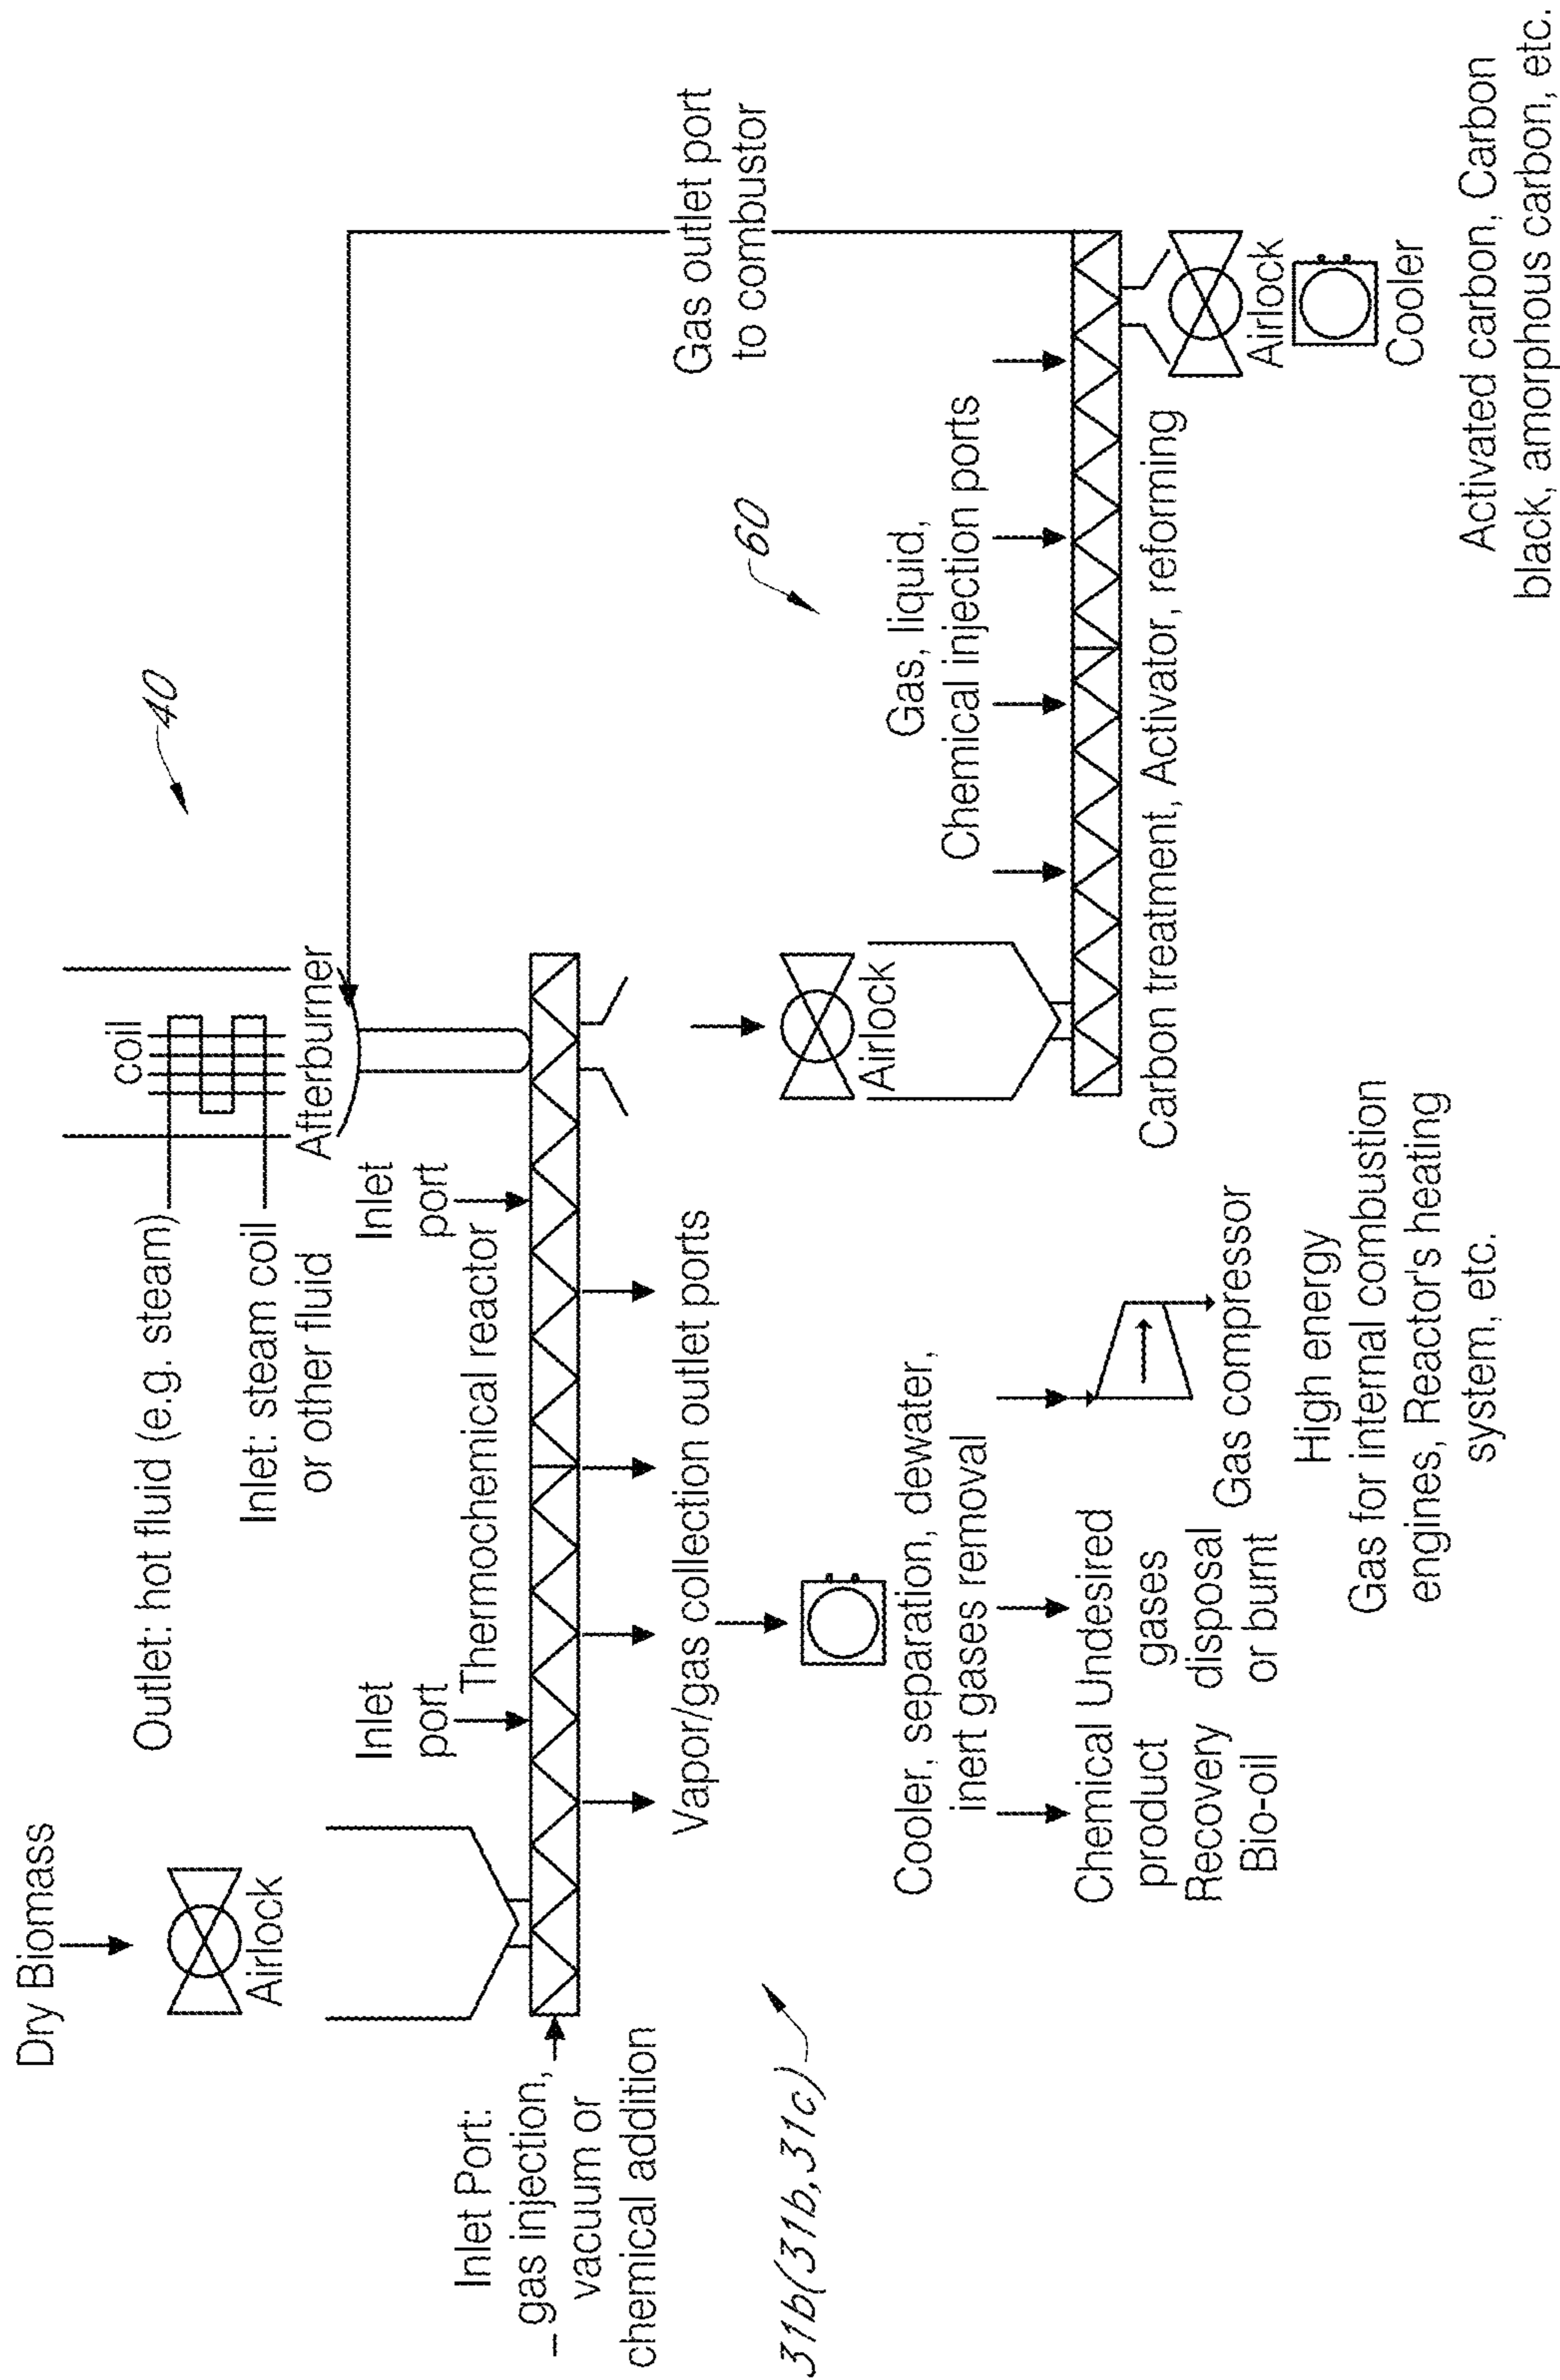 Dry Biomass
Airlock
Inlet Port:
– gas injection,
vacuum or
chemical addition
Outlet: hot fluid (e.g. steam)
Inlet: steam coil
or other fluid
coil
Afterburner
40
Inlet
port
Thermochemical reactor
Inlet
port
Vapor/gas collection outlet ports
31b(31b,31c)
Cooler, separation, dewater,
inert gases removal
Chemical
product
Recovery
Bio-oil
Undesired
gases
disposal
or burnt
Gas compressor
High energy
Gas for internal combustion
engines, Reactor's heating
system, etc.
Airlock
Gas outlet port
to combustor
60
Gas, liquid,
Chemical injection ports
Carbon treatment, Activator, reforming
Airlock
Cooler
Activated carbon, Carbon
black, amorphous carbon, etc.